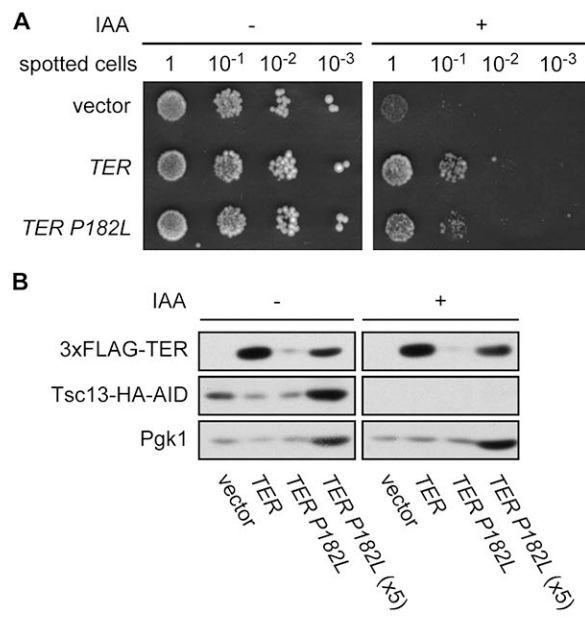 A
IAA - +
spotted cells 1 10⁻¹ 10⁻² 10⁻³ 1 10⁻¹ 10⁻² 10⁻³
vector
TER
TER P182L
B
IAA - +
3xFLAG-TER
Tsc13-HA-AID
Pgk1
vector TER TER P182L TER P182L (x5) vector TER TER P182L TER P182L (x5)